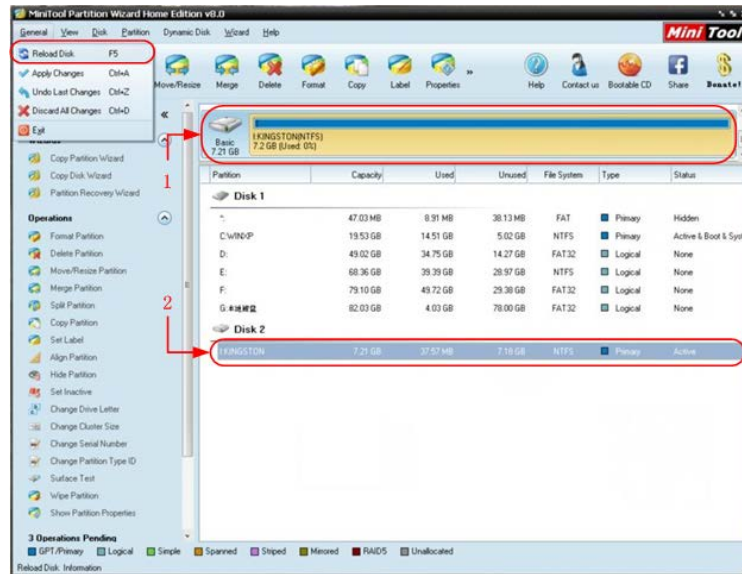 MiniTool Partition Wizard Home Edition v8.0
General View Disk Partition Dynamic Disk Wizard Help
Mini Tool
Reload Disk F5
Apply Changes Ctrl+A
Undo Last Changes Ctrl+Z
Discard All Changes Ctrl+D
Exit
Move/Resize Merge Delete Format Copy Label Properties » Help Contact us Bootable CD Share Donate!
«
Copy Partition Wizard
Copy Disk Wizard
Partition Recovery Wizard
Operations
Format Partition
Delete Partition
Move/Resize Partition
Merge Partition
Split Partition
Copy Partition
Set Label
Align Partition
Hide Partition
Set Inactive
Change Drive Letter
Change Cluster Size
Change Serial Number
Change Partition Type ID
Surface Test
Wipe Partition
Show Partition Properties
3 Operations Pending
1
2
Basic
7.21 GB
I:KINGSTON(NTFS)
7.2 GB (Used: 0%)
Partition Capacity Used Unused File System Type Status
Disk 1
*: 47.03 MB 8.91 MB 38.13 MB FAT Primary Hidden
C:WINXP 19.53 GB 14.51 GB 5.02 GB NTFS Primary Active & Boot & Syst
D: 49.02 GB 34.75 GB 14.27 GB FAT32 Logical None
E: 68.36 GB 39.39 GB 28.97 GB NTFS Logical None
F: 79.10 GB 49.72 GB 29.38 GB FAT32 Logical None
G:本地磁盘 82.03 GB 4.03 GB 78.00 GB FAT32 Logical None
Disk 2
I:KINGSTON 7.21 GB 37.57 MB 7.18 GB NTFS Primary Active
GPT/Primary Logical Simple Spanned Striped Mirrored RAID5 Unallocated
Reload Disk Information